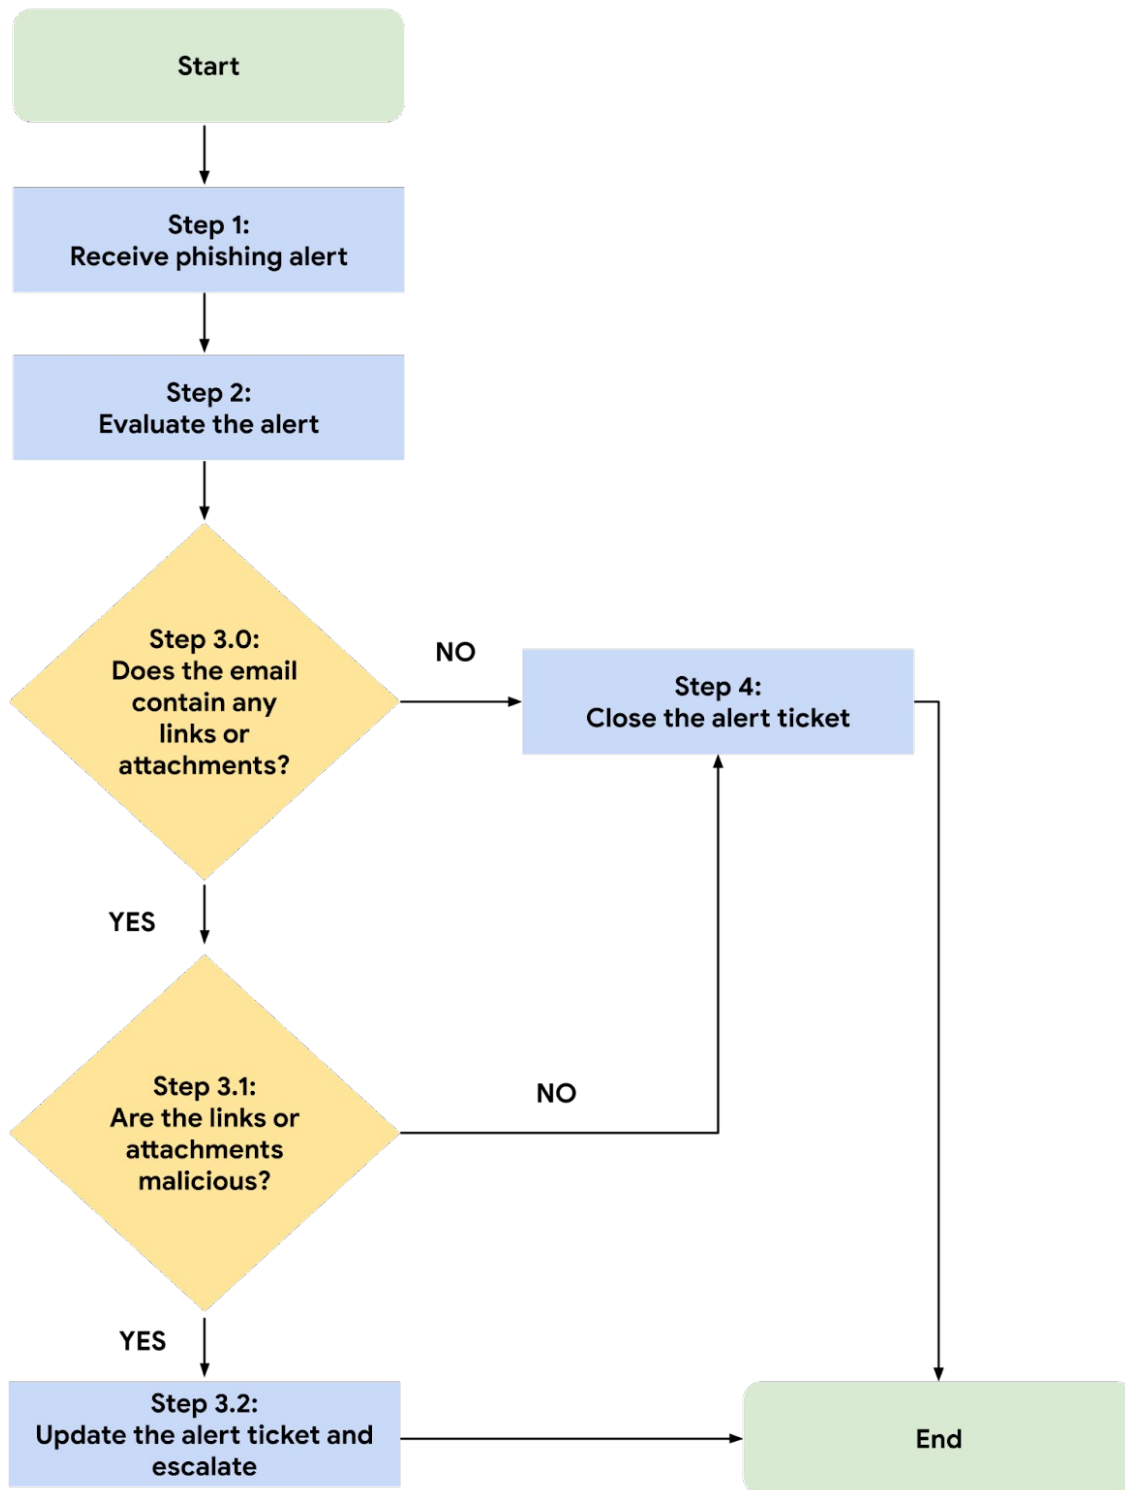 Start
Step 1:
Receive phishing alert
Step 2:
Evaluate the alert
Step 3.0:
Does the email
contain any
links or
attachments?
NO
Step 4:
Close the alert ticket
YES
Step 3.1:
Are the links or
attachments
malicious?
NO
YES
Step 3.2:
Update the alert ticket and
escalate
End